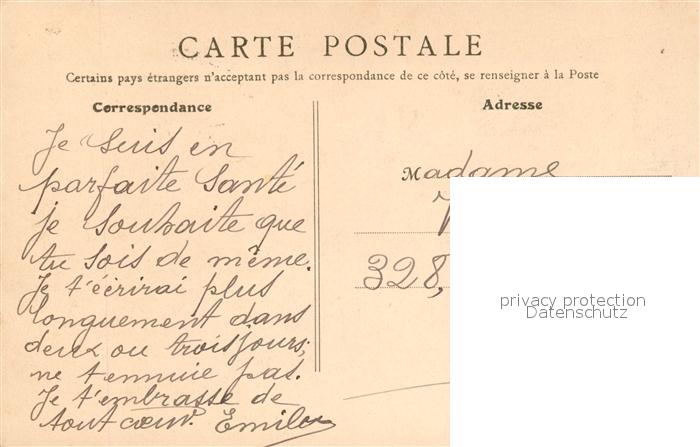 CARTE POSTALE
Certains pays étrangers n'acceptent pas la correspondance de ce côté, se renseigner à la Poste
Correspondance
Je suis en
parfaite santé
je souhaite que
tu sois de même.
Je t'écrirai plus
longuement dans
deux ou trois jours,
ne t'ennuie pas.
Je t'embrasse de
tout cœur.
Adresse
Madame
328,
privacy protection
Datenschutz